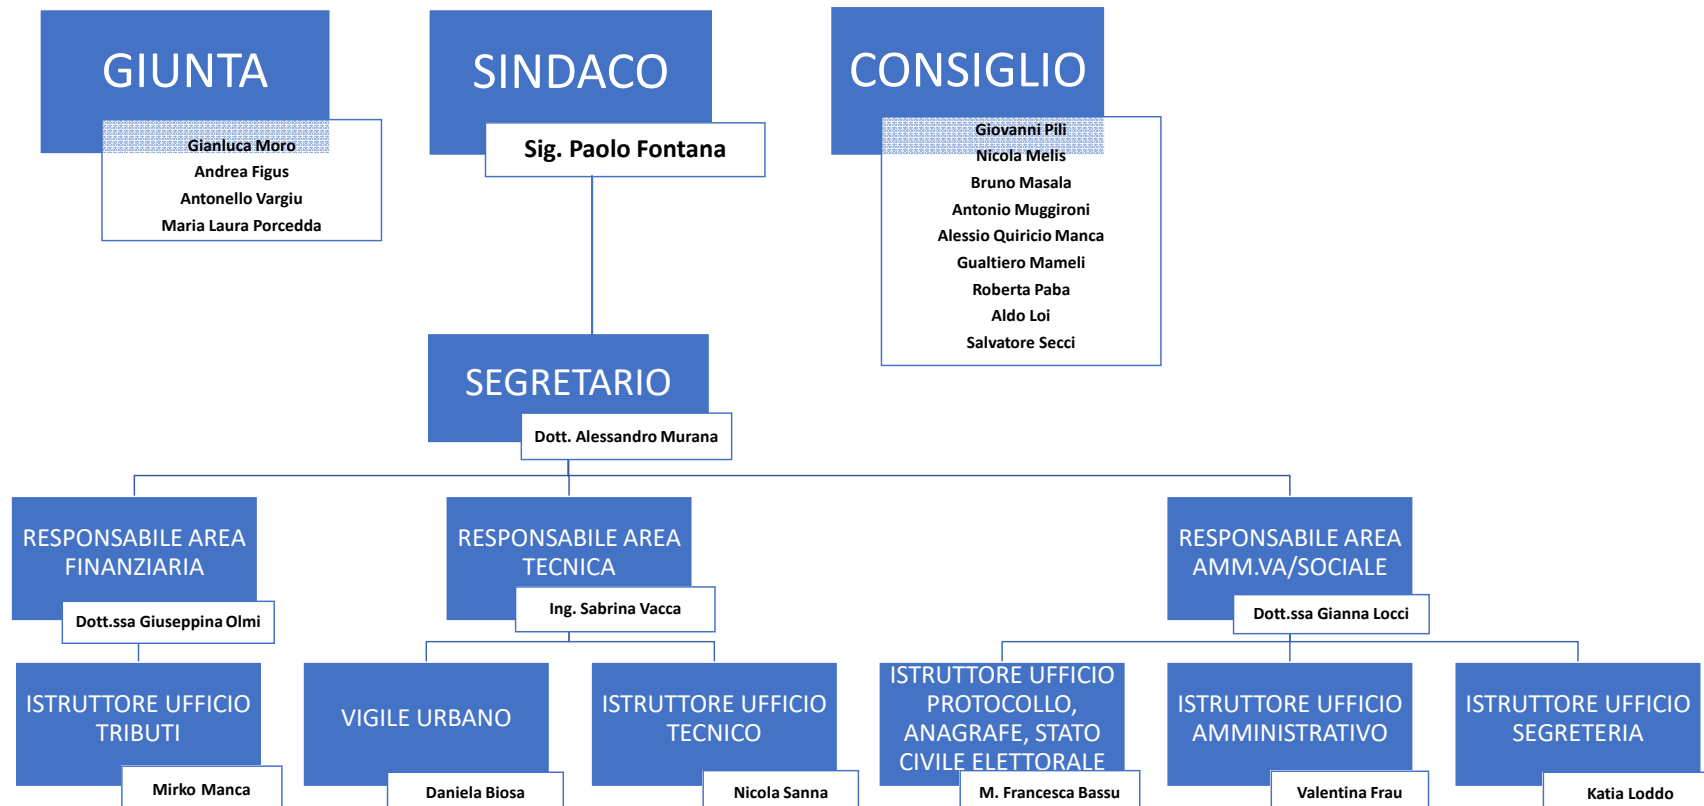 GIUNTA
Gianluca Moro
Andrea Figus
Antonello Vargiu
Maria Laura Porcedda
SINDACO
Sig. Paolo Fontana
CONSIGLIO
Giovanni Pili
Nicola Melis
Bruno Masala
Antonio Muggironi
Alessio Quiricio Manca
Gualtiero Mameli
Roberta Paba
Aldo Loi
Salvatore Secci
SEGRETARIO
Dott. Alessandro Murana
RESPONSABILE AREA
FINANZIARIA
Dott.ssa Giuseppina Olmi
RESPONSABILE AREA
TECNICA
Ing. Sabrina Vacca
RESPONSABILE AREA
AMM.VA/SOCIALE
Dott.ssa Gianna Locci
ISTRUTTORE UFFICIO
TRIBUTI
Mirko Manca
VIGILE URBANO
Daniela Biosa
ISTRUTTORE UFFICIO
TECNICO
Nicola Sanna
ISTRUTTORE UFFICIO
PROTOCOLLO,
ANAGRAFE, STATO
CIVILE ELETTORALE
M. Francesca Bassu
ISTRUTTORE UFFICIO
AMMINISTRATIVO
Valentina Frau
ISTRUTTORE UFFICIO
SEGRETERIA
Katia Loddo